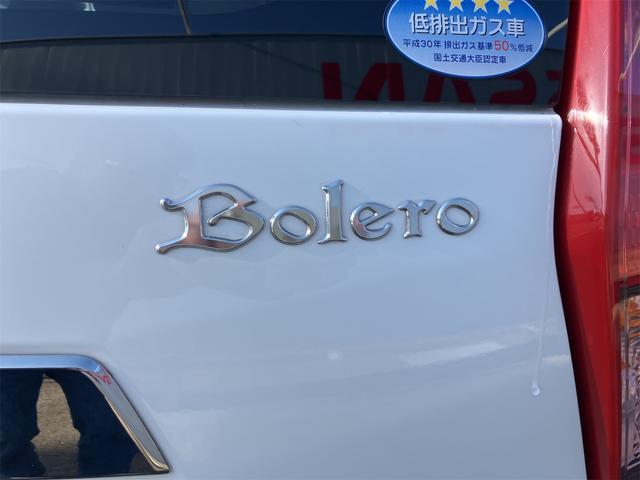 低排出ガス車
平成30年 排出ガス基準50%低減
国土交通大臣認定車
Bolero